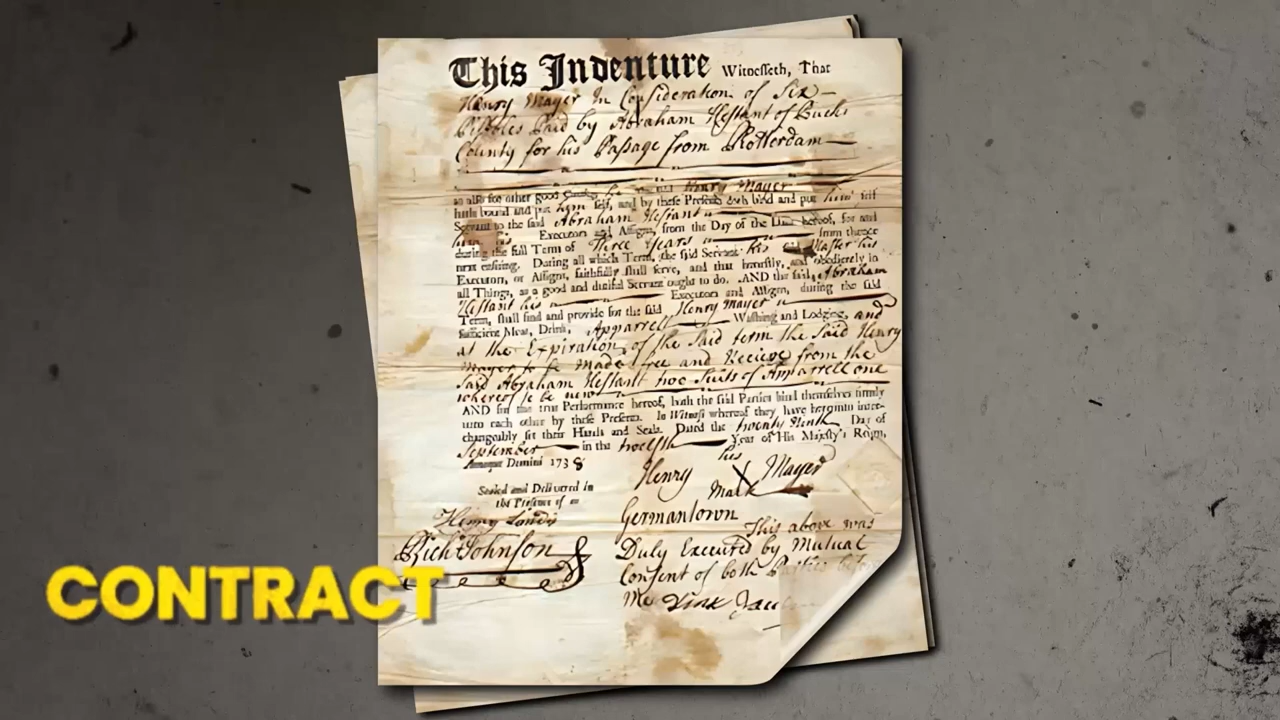 This Indenture Witnesseth, That
Henry Mayer In Consideration of Six
Pistoles Paid by Abraham Hestant of Bucks
County for his Passage from Rotterdam
as also for other good he the said Henry Mayer
hath bound and put him self, and by these Presents doth bind and put him self
Servant to the said Abraham Hestant
his Executors and Assigns, from the Day of the Date hereof, for and
during the full Term of Three Years from thence
next ensuing. During all which Term, the said Servant his said Master his
Executors, or Assigns, faithfully shall serve, and that honestly, and obediently in
all Things, as a good and dutiful Servant ought to do. AND the said Abraham
Hestant his Executors and Assigns, during the said
Term, shall find and provide for the said Henry Mayer
sufficient Meat, Drink, Apparrell Washing and Lodging, and
at the Expiration of the Said term the Said Henry
Mayer to be Made free and Recieve from the
Said Abraham Hestant two Suits of Apparrell one
whereof to be new
AND for the true Performance hereof, both the said Parties bind themselves firmly
unto each other by these Presents. In Witness whereof they have hereunto inter-
changeably set their Hands and Seals. Dated the twenty Ninth Day of
September in the twelfth Year of His Majesty's Reign,
Annoque Domini 1738
his
Henry X Mayer
Mark
Sealed and Delivered in
the Presence of us
Rich Johnson
Germantown
This above was
Duly Executed by Mutual
Consent of both Parties before
Me
CONTRACT